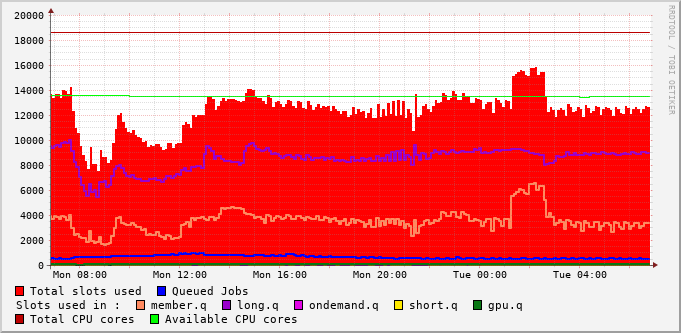 20000
18000
16000
14000
12000
10000
8000
6000
4000
2000
0
Mon 08:00 Mon 12:00 Mon 16:00 Mon 20:00 Tue 00:00 Tue 04:00
Total slots used Queued Jobs
Slots used in : member.q long.q ondemand.q short.q gpu.q
Total CPU cores Available CPU cores
RRDTOOL / TOBI OETIKER